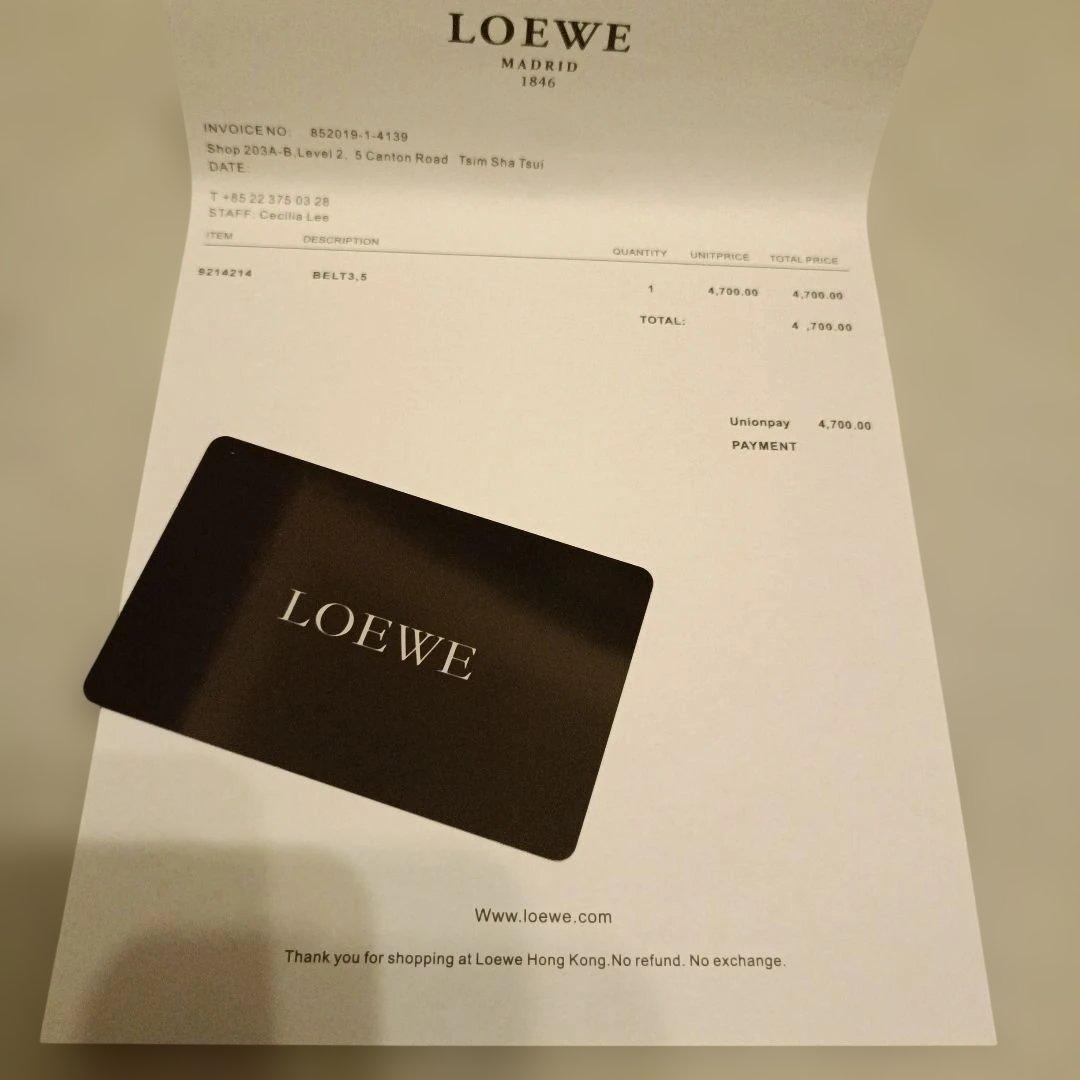 LOEWE
MADRID
1846
INVOICE NO: 852019-1-4139
Shop 203A-B,Level 2, 5 Canton Road Tsim Sha Tsui
DATE:
T +85 22 375 03 28
STAFF: Cecilia Lee
ITEM DESCRIPTION QUANTITY UNITPRICE TOTAL PRICE
9214214 BELT3,5 1 4,700.00 4,700.00
TOTAL: 4 ,700.00
Unionpay 4,700.00
PAYMENT
LOEWE
Www.loewe.com
Thank you for shopping at Loewe Hong Kong.No refund. No exchange.